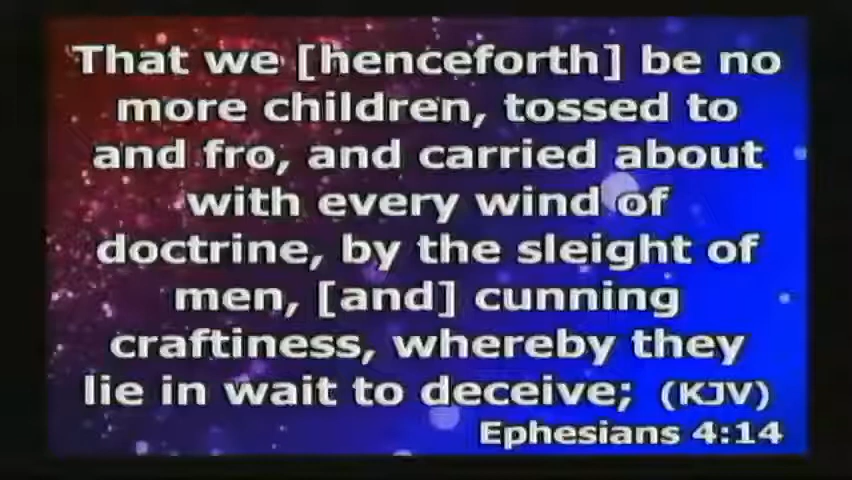 That we [henceforth] be no
more children, tossed to
and fro, and carried about
with every wind of
doctrine, by the sleight of
men, [and] cunning
craftiness, whereby they
lie in wait to deceive; (KJV)
Ephesians 4:14